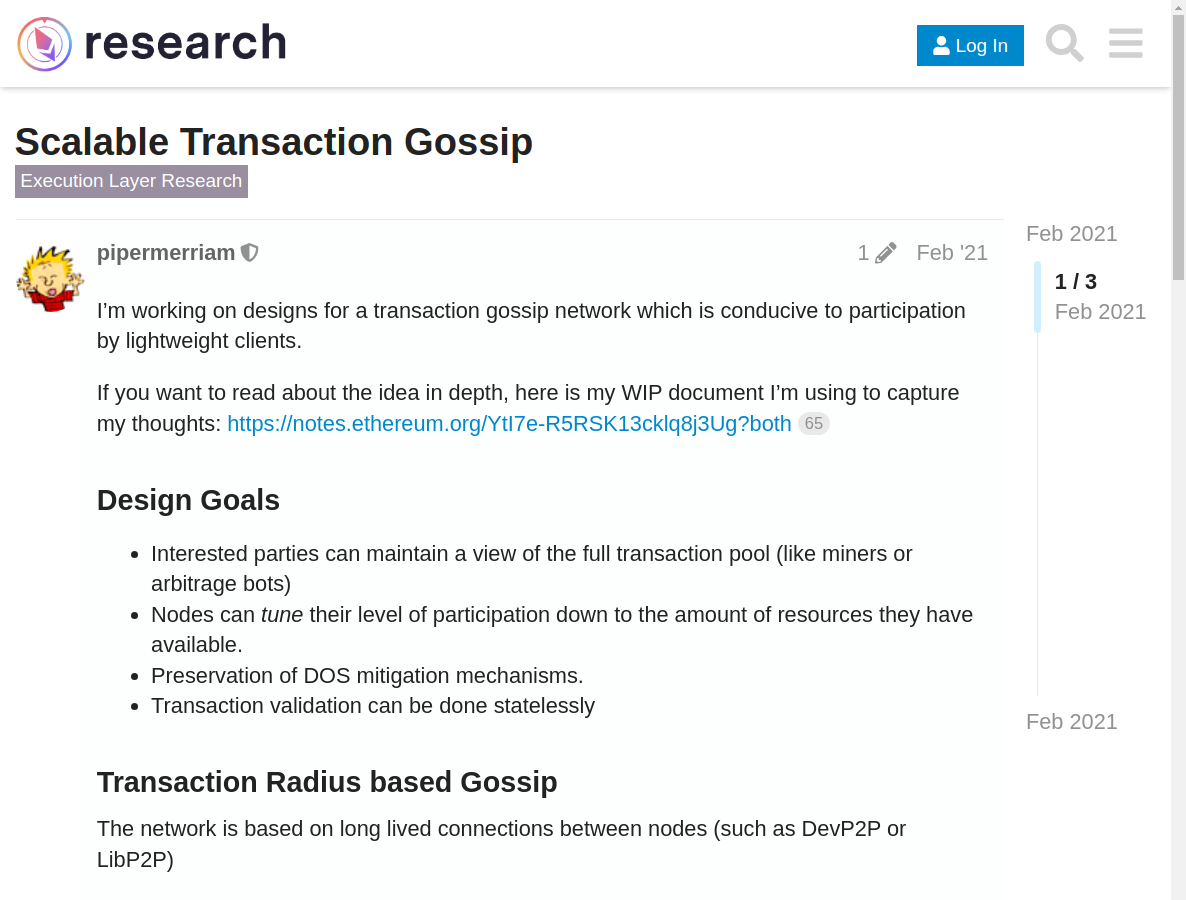 research
Log In
Scalable Transaction Gossip
Execution Layer Research
pipermerriam
1
Feb '21
Feb 2021
1 / 3
Feb 2021
I’m working on designs for a transaction gossip network which is conducive to participation
by lightweight clients.
If you want to read about the idea in depth, here is my WIP document I’m using to capture
my thoughts: https://notes.ethereum.org/YtI7e-R5RSK13cklq8j3Ug?both 65
Design Goals
• Interested parties can maintain a view of the full transaction pool (like miners or
arbitrage bots)
• Nodes can tune their level of participation down to the amount of resources they have
available.
• Preservation of DOS mitigation mechanisms.
• Transaction validation can be done statelessly
Feb 2021
Transaction Radius based Gossip
The network is based on long lived connections between nodes (such as DevP2P or
LibP2P)